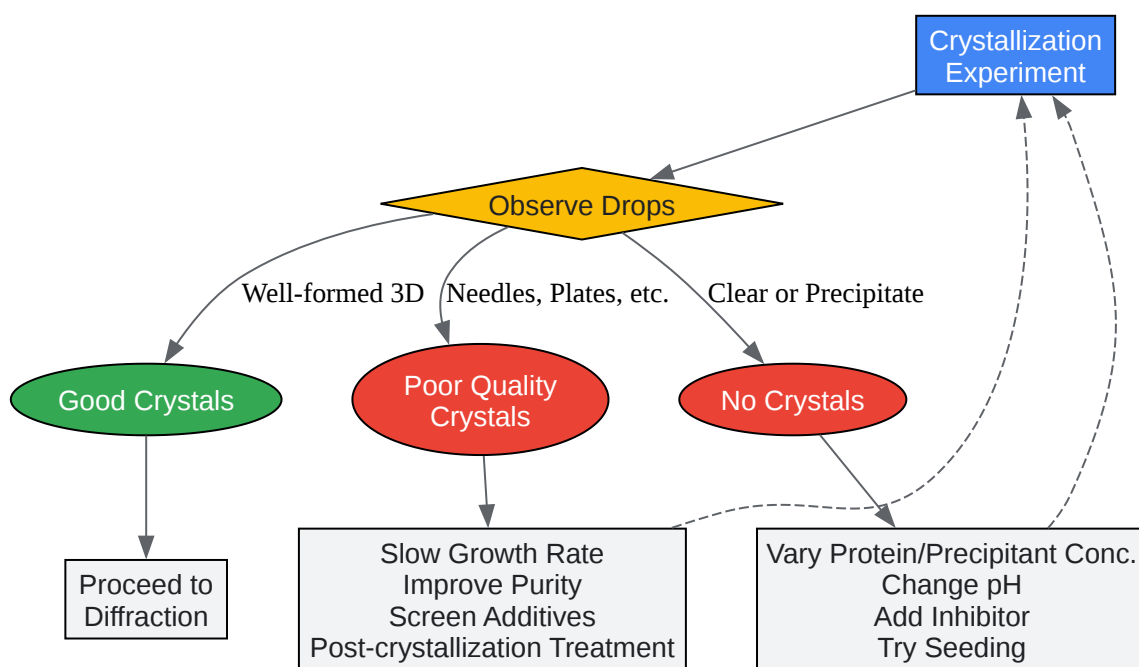 Crystallization
Experiment
Observe Drops
Well-formed 3D
Needles, Plates, etc.
Clear or Precipitate
Good Crystals
Poor Quality
Crystals
No Crystals
Proceed to
Diffraction
Slow Growth Rate
Improve Purity
Screen Additives
Post-crystallization Treatment
Vary Protein/Precipitant Conc.
Change pH
Add Inhibitor
Try Seeding